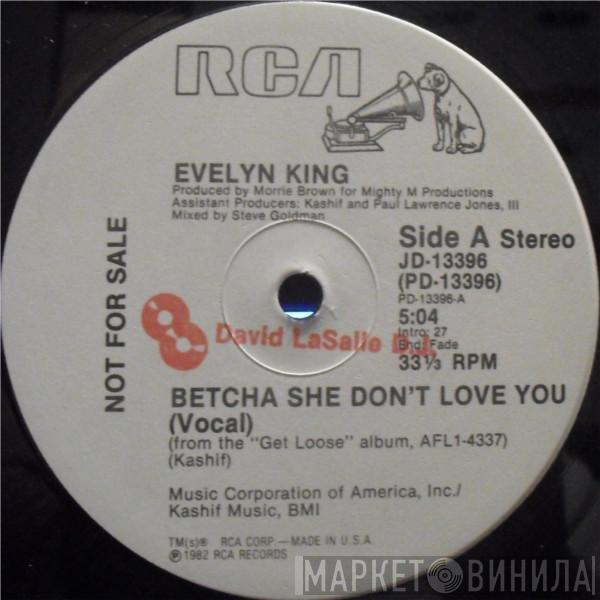 RCA
EVELYN KING
Produced by Morrie Brown for Mighty M Productions
Assistant Producers: Kashif and Paul Lawrence Jones, III
Mixed by Steve Goldman
NOT FOR SALE
Side A Stereo
JD-13396
(PD-13396)
PD-13396-A
5:04
Intro: 27
End: Fade
33⅓ RPM
David LaSalle D.J.
BETCHA SHE DON'T LOVE YOU
(Vocal)
(from the "Get Loose" album, AFL1-4337)
(Kashif)
Music Corporation of America, Inc./
Kashif Music, BMI
TM(s)® RCA CORP.—MADE IN U.S.A.
℗1982 RCA RECORDS
МАРКЕТ ВИНИЛА